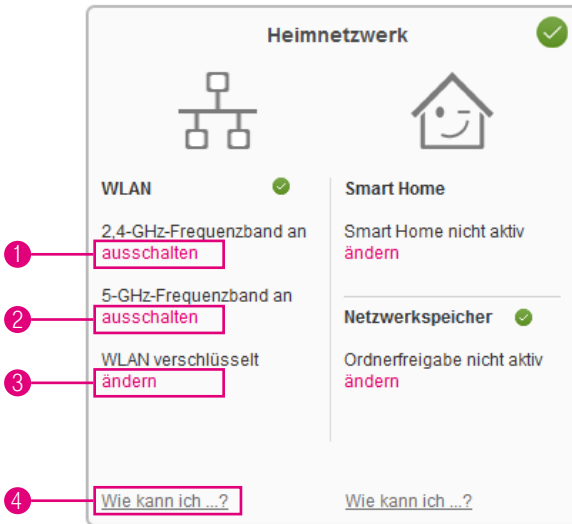 Heimnetzwerk
WLAN
2,4-GHz-Frequenzband an
1
ausschalten
5-GHz-Frequenzband an
2
ausschalten
WLAN verschlüsselt
3
ändern
4
Wie kann ich ...?
Smart Home
Smart Home nicht aktiv
ändern
Netzwerkspeicher
Ordnerfreigabe nicht aktiv
ändern
Wie kann ich ...?